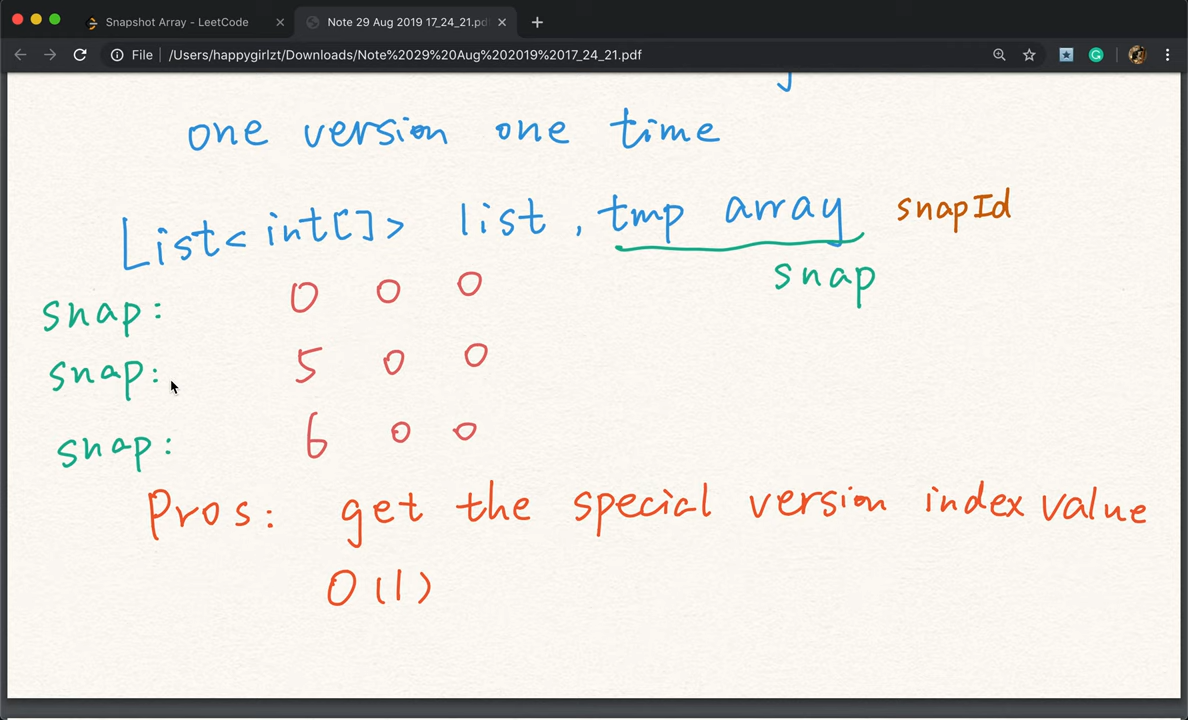 Snapshot Array - LeetCode
Note 29 Aug 2019 17_24_21.pd
File
/Users/happygirlzt/Downloads/Note%2029%20Aug%202019%2017_24_21.pdf
one version one time
List<int[]> list, tmp array snapId
snap
snap: 0 0 0
snap: 5 0 0
snap: 6 0 0
Pros: get the special version index value
O(1)